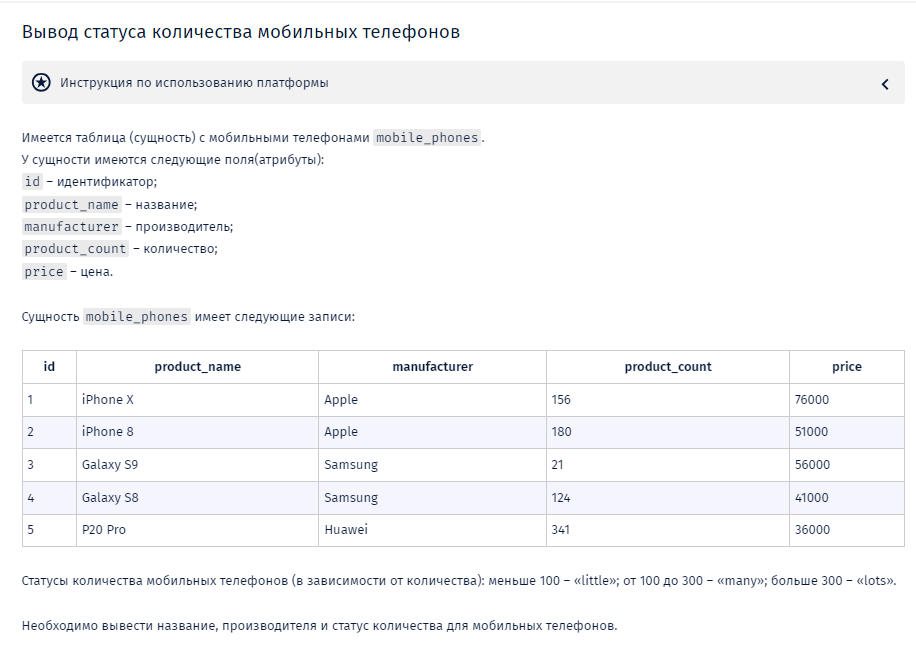 Вывод статуса количества мобильных телефонов
Инструкция по использованию платформы
Имеется таблица (сущность) с мобильными телефонами mobile_phones.
У сущности имеются следующие поля(атрибуты):
id – идентификатор;
product_name – название;
manufacturer – производитель;
product_count – количество;
price – цена.
Сущность mobile_phones имеет следующие записи:
id product_name manufacturer product_count price
1 iPhone X Apple 156 76000
2 iPhone 8 Apple 180 51000
3 Galaxy S9 Samsung 21 56000
4 Galaxy S8 Samsung 124 41000
5 P20 Pro Huawei 341 36000
Статусы количества мобильных телефонов (в зависимости от количества): меньше 100 – «little»; от 100 до 300 – «many»; больше 300 – «lots».
Необходимо вывести название, производителя и статус количества для мобильных телефонов.